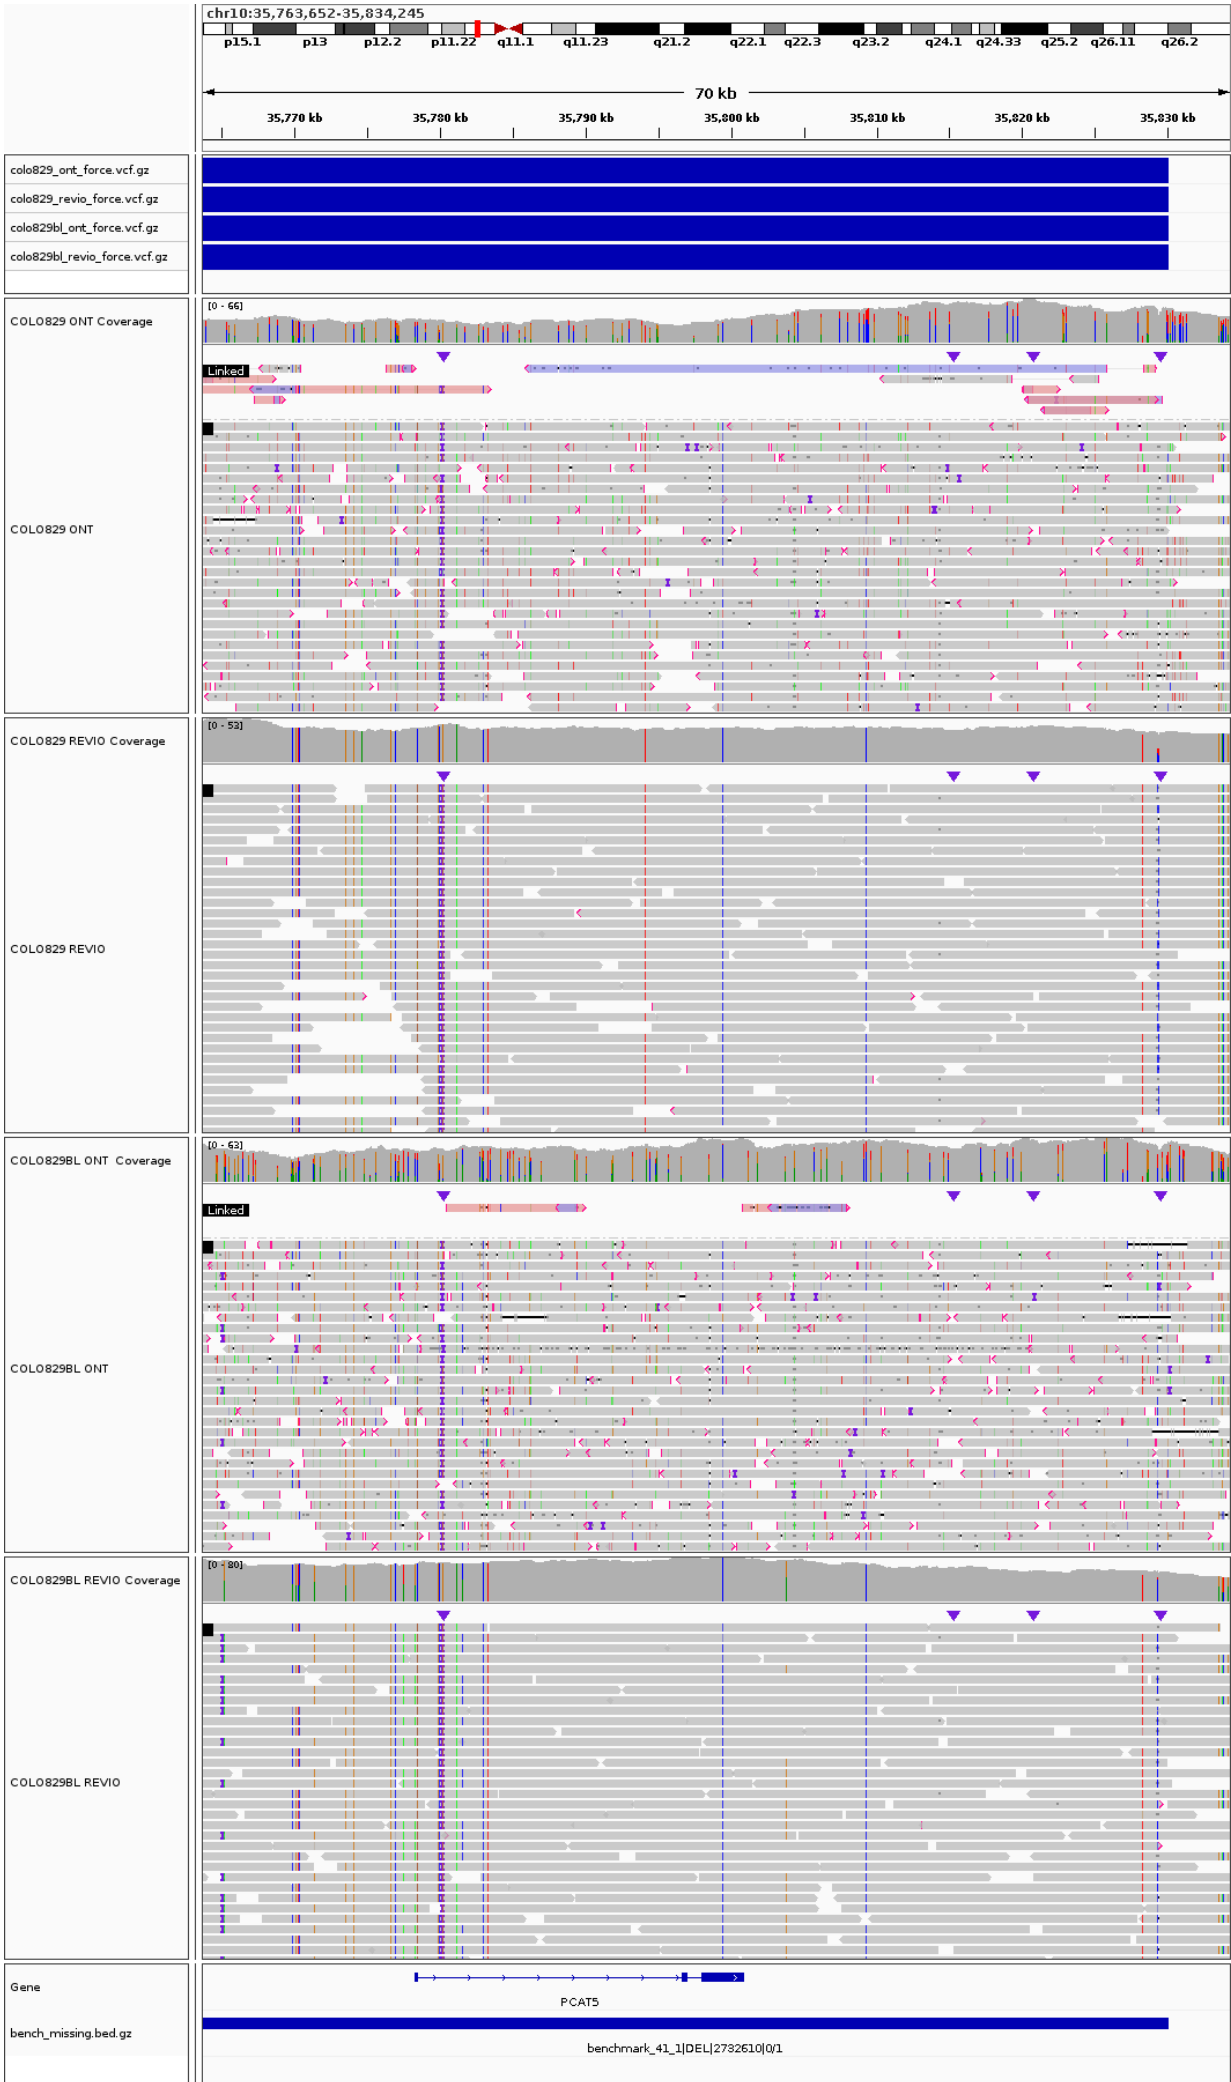 chr10:35,763,652-35,834,245
p15.1 p13 p12.2 p11.22 q11.1 q11.23 q21.2 q22.1 q22.3 q23.2 q24.1 q24.33 q25.2 q26.11 q26.2
70 kb
35,770 kb 35,780 kb 35,790 kb 35,800 kb 35,810 kb 35,820 kb 35,830 kb
colo829_ont_force.vcf.gz
colo829_revio_force.vcf.gz
colo829bl_ont_force.vcf.gz
colo829bl_revio_force.vcf.gz
[0 - 66]
COLO829 ONT Coverage
Linked
COLO829 ONT
[0 - 53]
COLO829 REVIO Coverage
COLO829 REVIO
[0 - 63]
COLO829BL ONT Coverage
Linked
COLO829BL ONT
[0 - 80]
COLO829BL REVIO Coverage
COLO829BL REVIO
Gene
PCAT5
bench_missing.bed.gz
benchmark_41_1|DEL|2732610|0/1